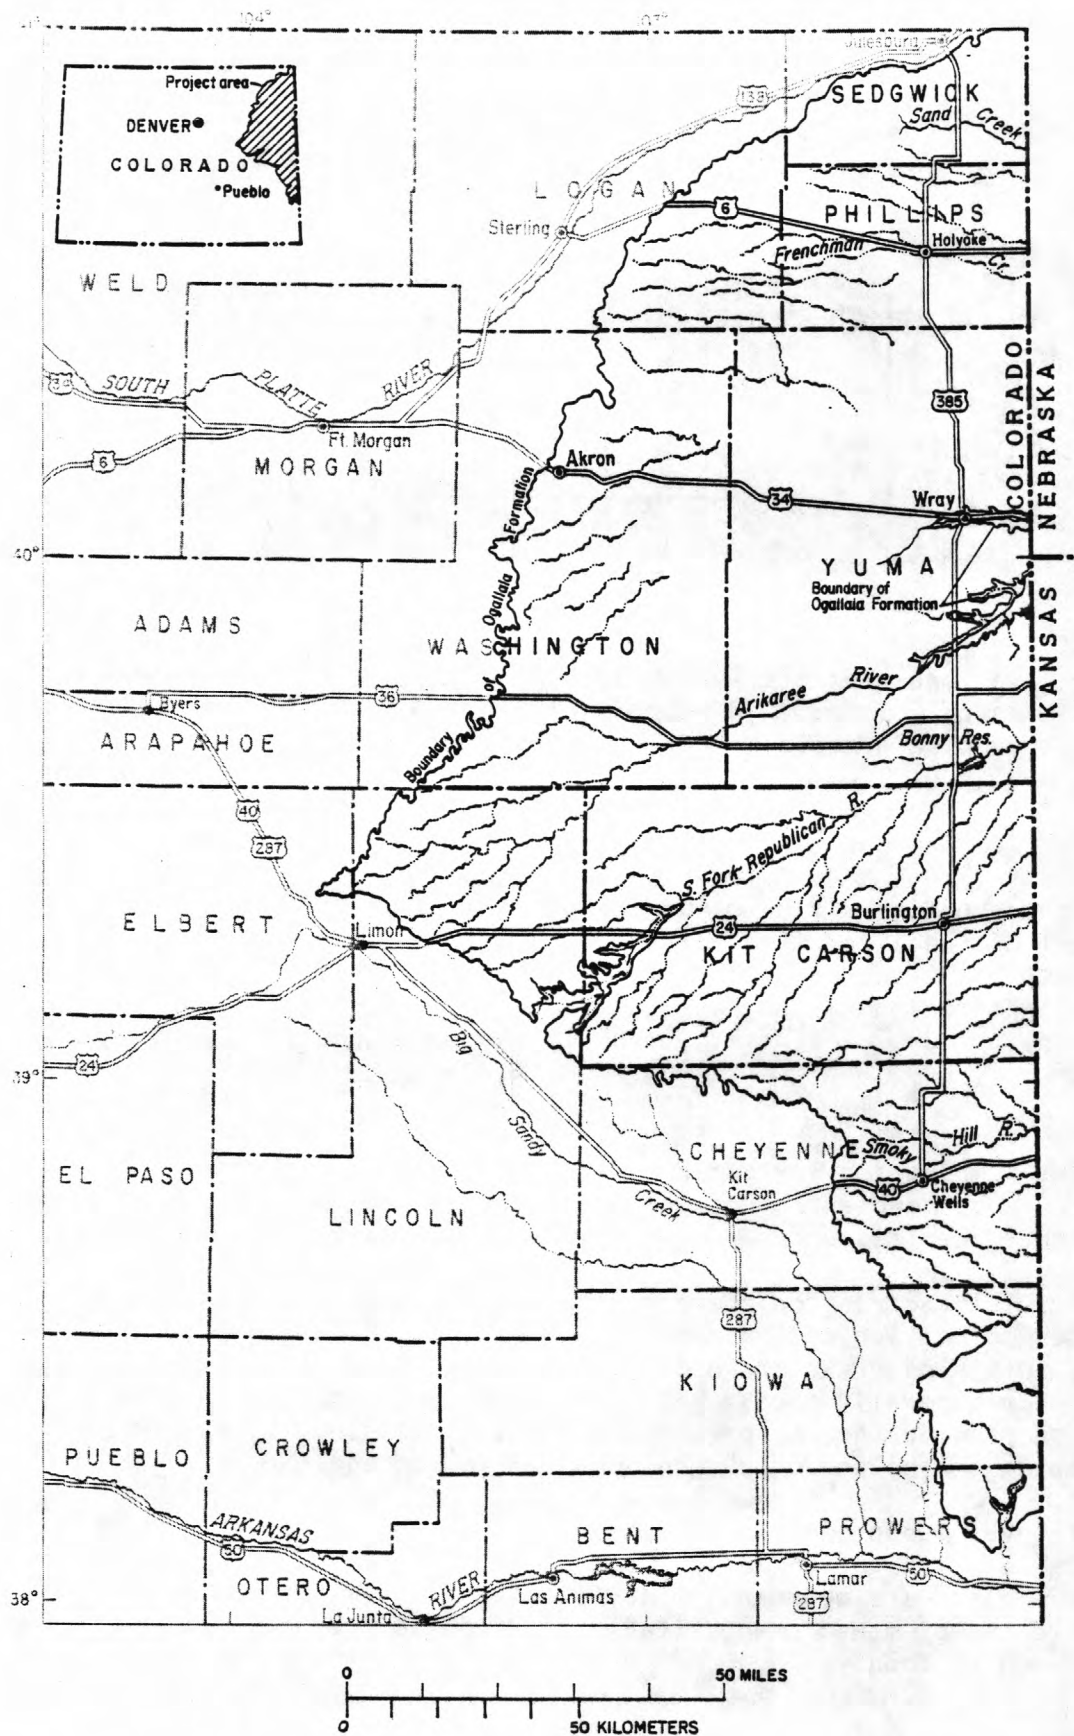 41°
104°
103°
Julesburg
138
SEDGWICK
Sand Creek
Project area
DENVER
COLORADO
Pueblo
LOGAN
6
PHILLIPS
Sterling
Frenchman Cr.
Holyoke
WELD
COLORADO
NEBRASKA
SOUTH PLATTE RIVER
385
Ft. Morgan
6
MORGAN
Akron
34
Wray
40°
YUMA
Boundary of
Ogallala Formation
Boundary of Ogallala Formation
ADAMS
WASHINGTON
KANSAS
36
Arikaree River
Byers
ARAPAHOE
Bonny Res.
40
287
S. Fork Republican R.
ELBERT
Limon
24
Burlington
KIT CARSON
24
39°
Big Sandy Creek
CHEYENNE
Smoky Hill R.
EL PASO
Kit
Carson
40
Cheyenne
Wells
LINCOLN
287
KIOWA
PUEBLO
CROWLEY
ARKANSAS RIVER
50
BENT
PROWERS
38°
OTERO
La Junta
Las Animas
Lamar
50
287
0 50 MILES
0 50 KILOMETERS